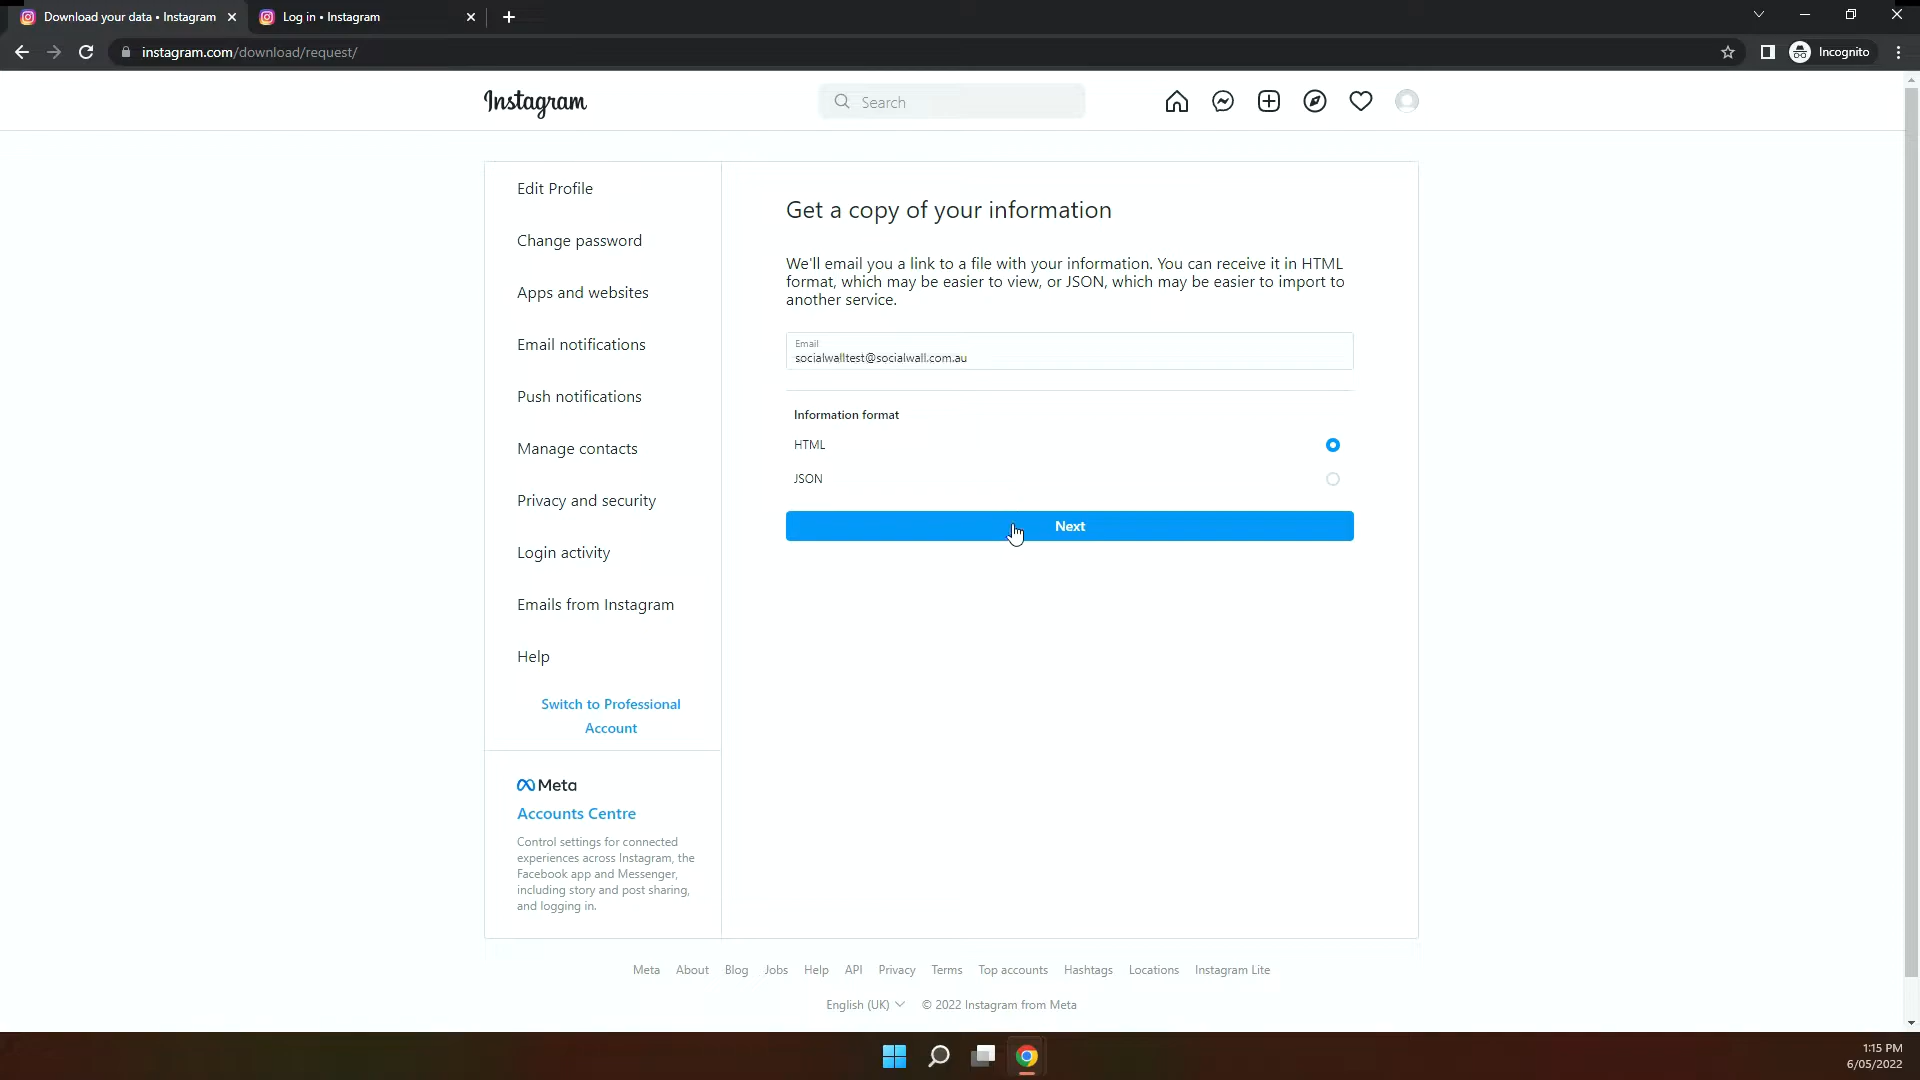 Download your data • Instagram
Log in • Instagram
instagram.com/download/request/
Incognito
Instagram
Search
Edit Profile
Change password
Apps and websites
Email notifications
Push notifications
Manage contacts
Privacy and security
Login activity
Emails from Instagram
Help
Switch to Professional
Account
Meta
Accounts Centre
Control settings for connected
experiences across Instagram, the
Facebook app and Messenger,
including story and post sharing,
and logging in.
Get a copy of your information
We'll email you a link to a file with your information. You can receive it in HTML
format, which may be easier to view, or JSON, which may be easier to import to
another service.
Email
socialwalltest@socialwall.com.au
Information format
HTML
JSON
Next
Meta About Blog Jobs Help API Privacy Terms Top accounts Hashtags Locations Instagram Lite
English (UK) © 2022 Instagram from Meta
1:15 PM
6/05/2022